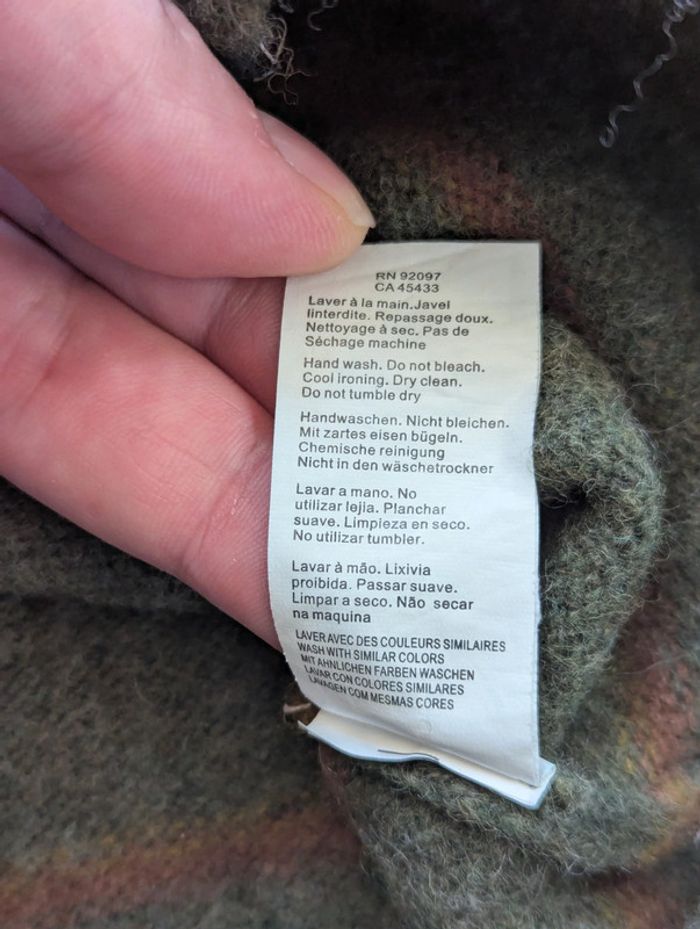 RN 92097
CA 45433
Laver à la main.Javel
Iinterdite. Repassage doux.
Nettoyage à sec. Pas de
Séchage machine
Hand wash. Do not bleach.
Cool ironing. Dry clean.
Do not tumble dry
Handwaschen. Nicht bleichen.
Mit zartes eisen bügeln.
Chemische reinigung
Nicht in den wäschetrockner
Lavar a mano. No
utilizar lejia. Planchar
suave. Limpieza en seco.
No utilizar tumbler.
Lavar à mão. Lixivia
proibida. Passar suave.
Limpar a seco. Não secar
na maquina
LAVER AVEC DES COULEURS SIMILAIRES
WASH WITH SIMILAR COLORS
MIT AHNLICHEN FARBEN WASCHEN
LAVAR CON COLORES SIMILARES
LAVAGEN COM MESMAS CORES